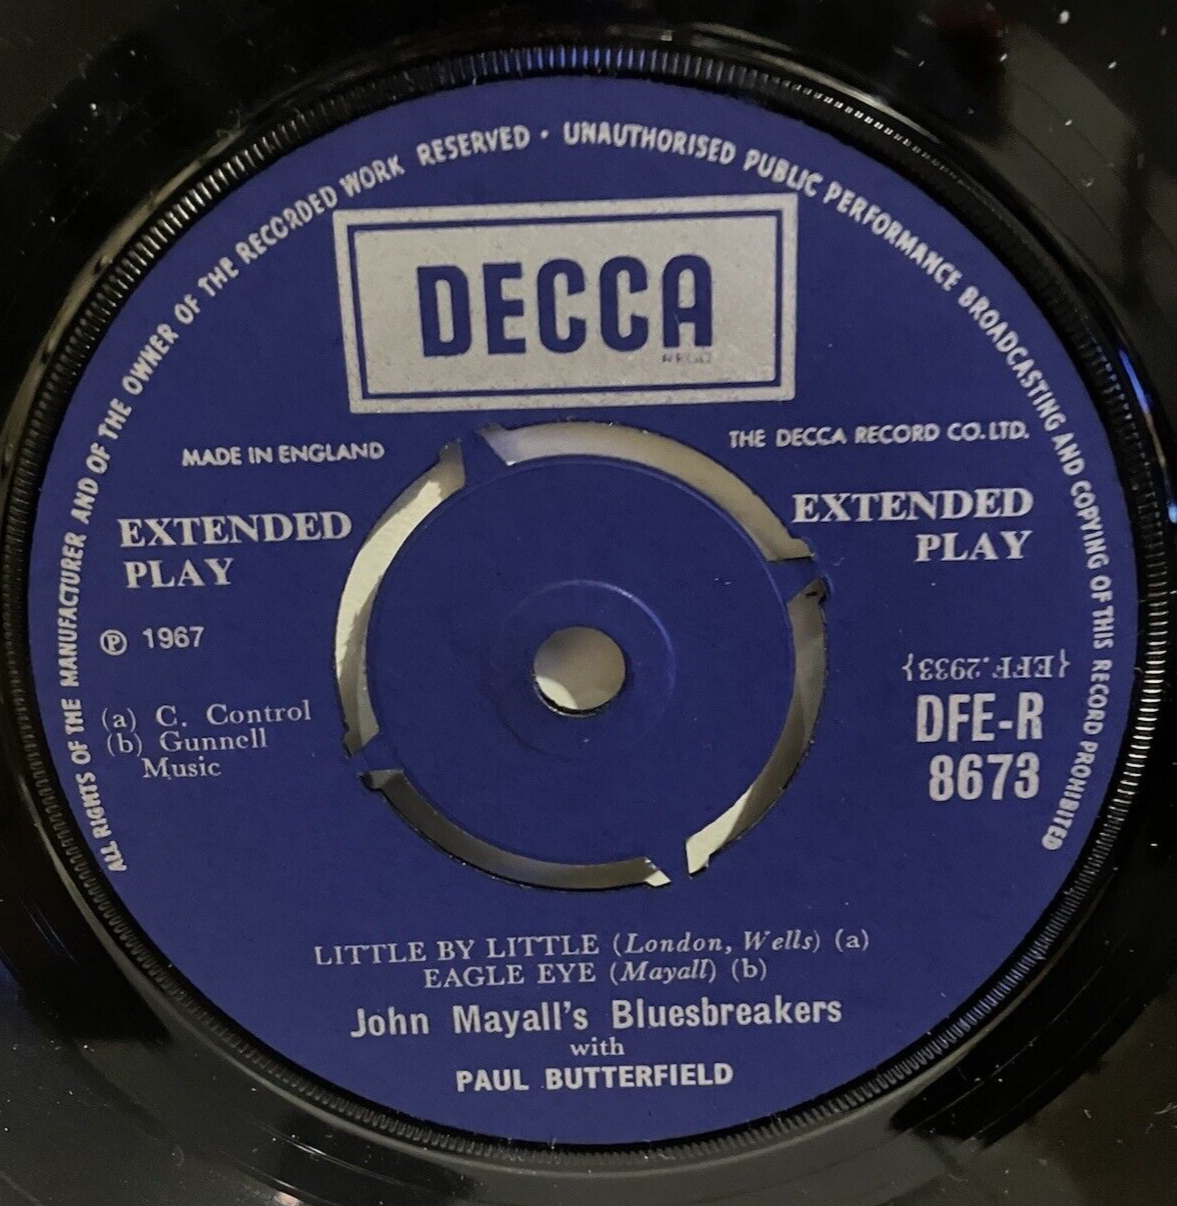 ALL RIGHTS OF THE MANUFACTURER AND OF THE OWNER OF THE RECORDED WORK RESERVED · UNAUTHORISED PUBLIC PERFORMANCE BROADCASTING AND COPYING OF THIS RECORD PROHIBITED
DECCA
REGD
MADE IN ENGLAND
THE DECCA RECORD CO. LTD.
EXTENDED
PLAY
EXTENDED
PLAY
℗ 1967
{EFF. 2933}
DFE-R
8673
(a) C. Control
(b) Gunnell
Music
LITTLE BY LITTLE (London, Wells) (a)
EAGLE EYE (Mayall) (b)
John Mayall's Bluesbreakers
with
PAUL BUTTERFIELD